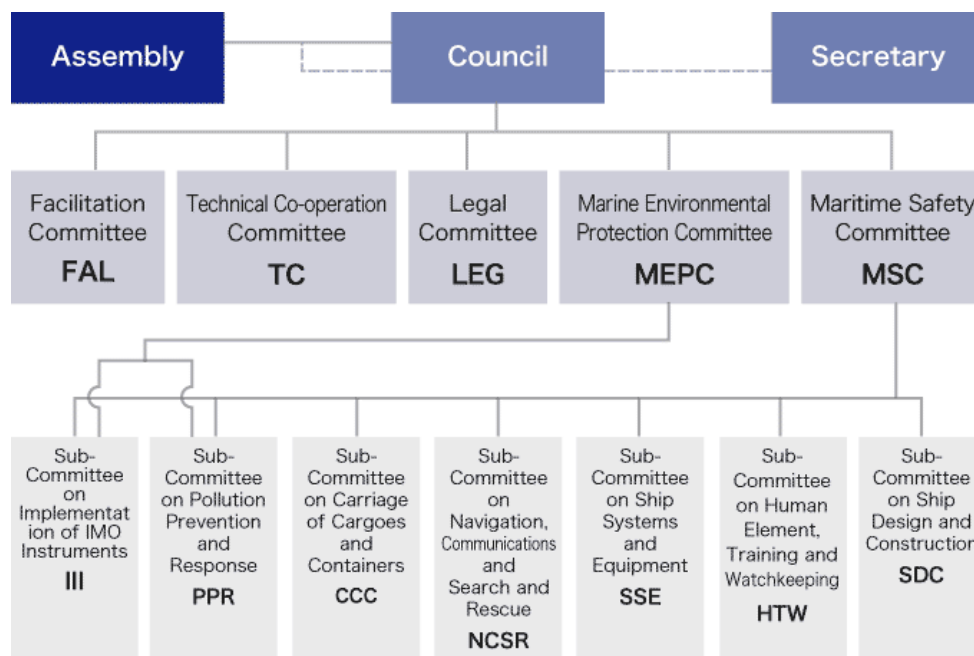 Assembly
Council
Secretary
Facilitation
Committee
FAL
Technical Co-operation
Committee
TC
Legal
Committee
LEG
Marine Environmental
Protection Committee
MEPC
Maritime Safety
Committee
MSC
Sub-
Committee
on
Implementat
ion of IMO
Instruments
III
Sub-
Committee
on Pollution
Prevention
and
Response
PPR
Sub-
Committee
on Carriage
of Cargoes
and
Containers
CCC
Sub-
Committee
on
Navigation,
Communications
and
Search and
Rescue
NCSR
Sub-
Committee
on Ship
Systems
and
Equipment
SSE
Sub-
Committee
on Human
Element,
Training and
Watchkeeping
HTW
Sub-
Committee
on Ship
Design and
Construction
SDC